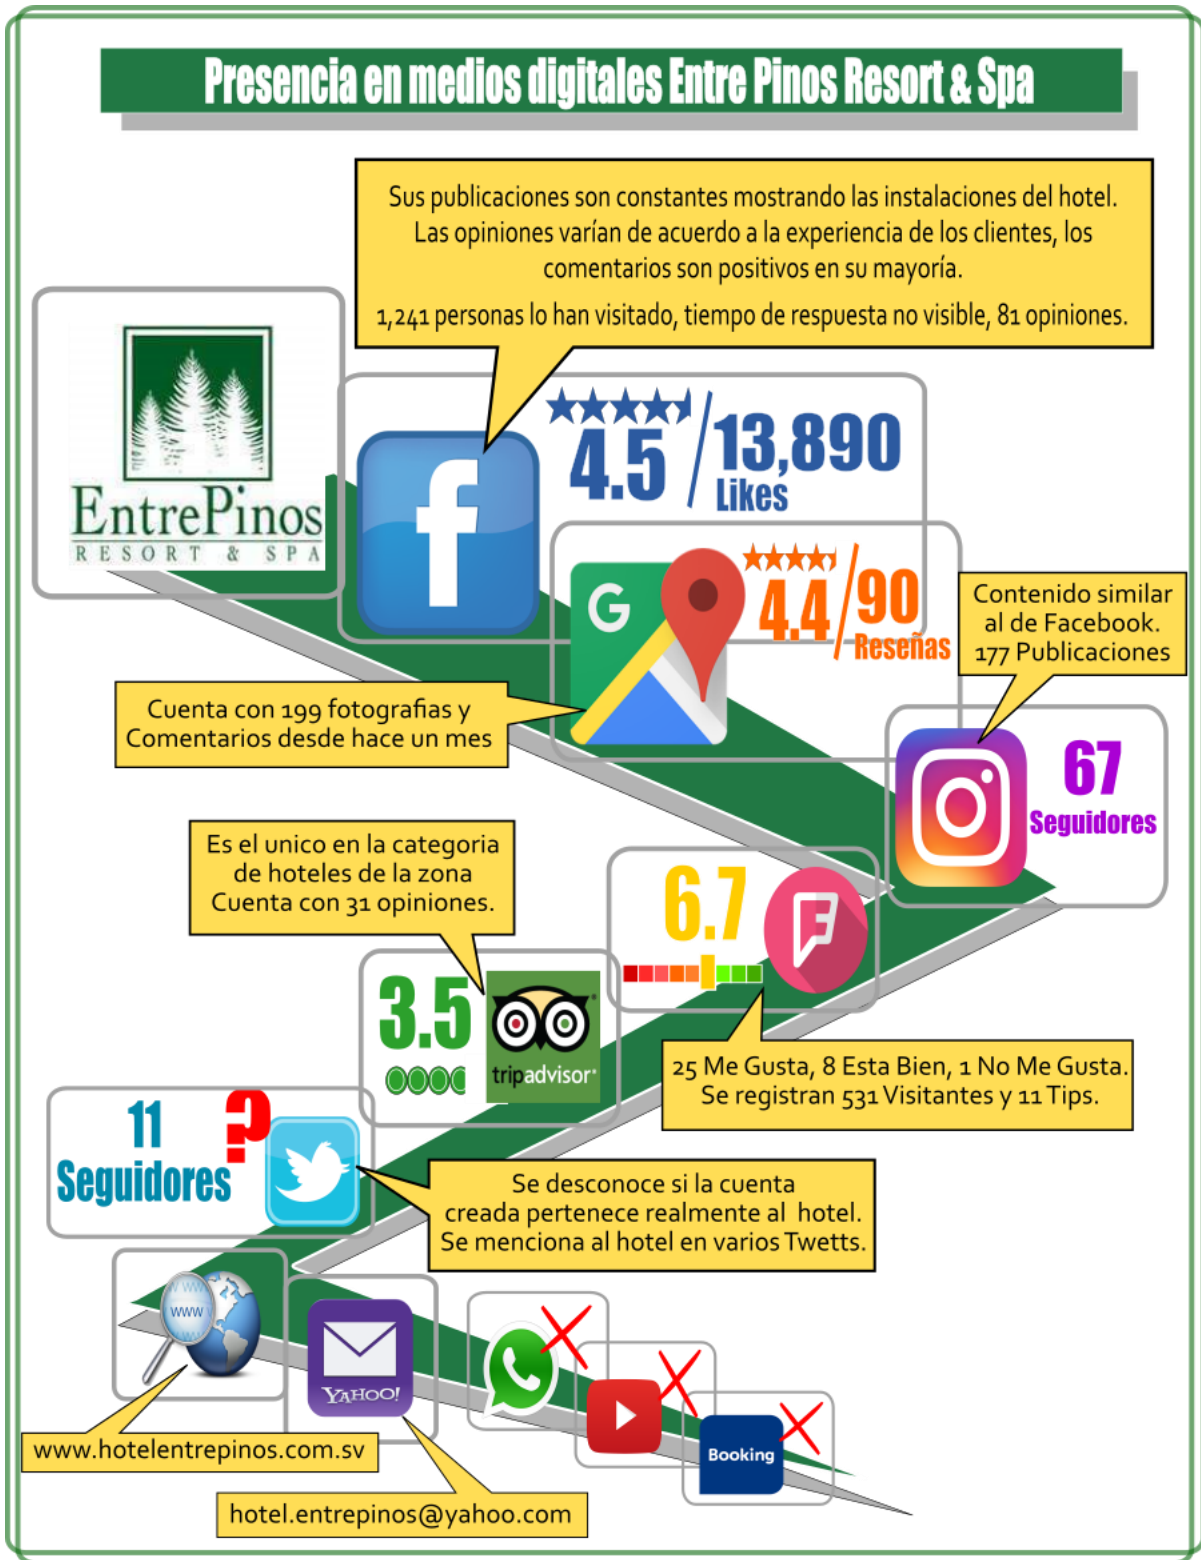 Presencia en medios digitales Entre Pinos Resort & Spa
Sus publicaciones son constantes mostrando las instalaciones del hotel.
Las opiniones varían de acuerdo a la experiencia de los clientes, los
comentarios son positivos en su mayoría.
1,241 personas lo han visitado, tiempo de respuesta no visible, 81 opiniones.
EntrePinos
RESORT & SPA
f
4.5 / 13,890
Likes
G
4.4 / 90
Reseñas
Contenido similar
al de Facebook.
177 Publicaciones
Cuenta con 199 fotografias y
Comentarios desde hace un mes
67
Seguidores
Es el unico en la categoria
de hoteles de la zona
Cuenta con 31 opiniones.
6.7
F
3.5
tripadvisor®
25 Me Gusta, 8 Esta Bien, 1 No Me Gusta.
Se registran 531 Visitantes y 11 Tips.
11
Seguidores
?
Se desconoce si la cuenta
creada pertenece realmente al hotel.
Se menciona al hotel en varios Twetts.
www
YAHOO!
Booking
www.hotelentrepinos.com.sv
hotel.entrepinos@yahoo.com